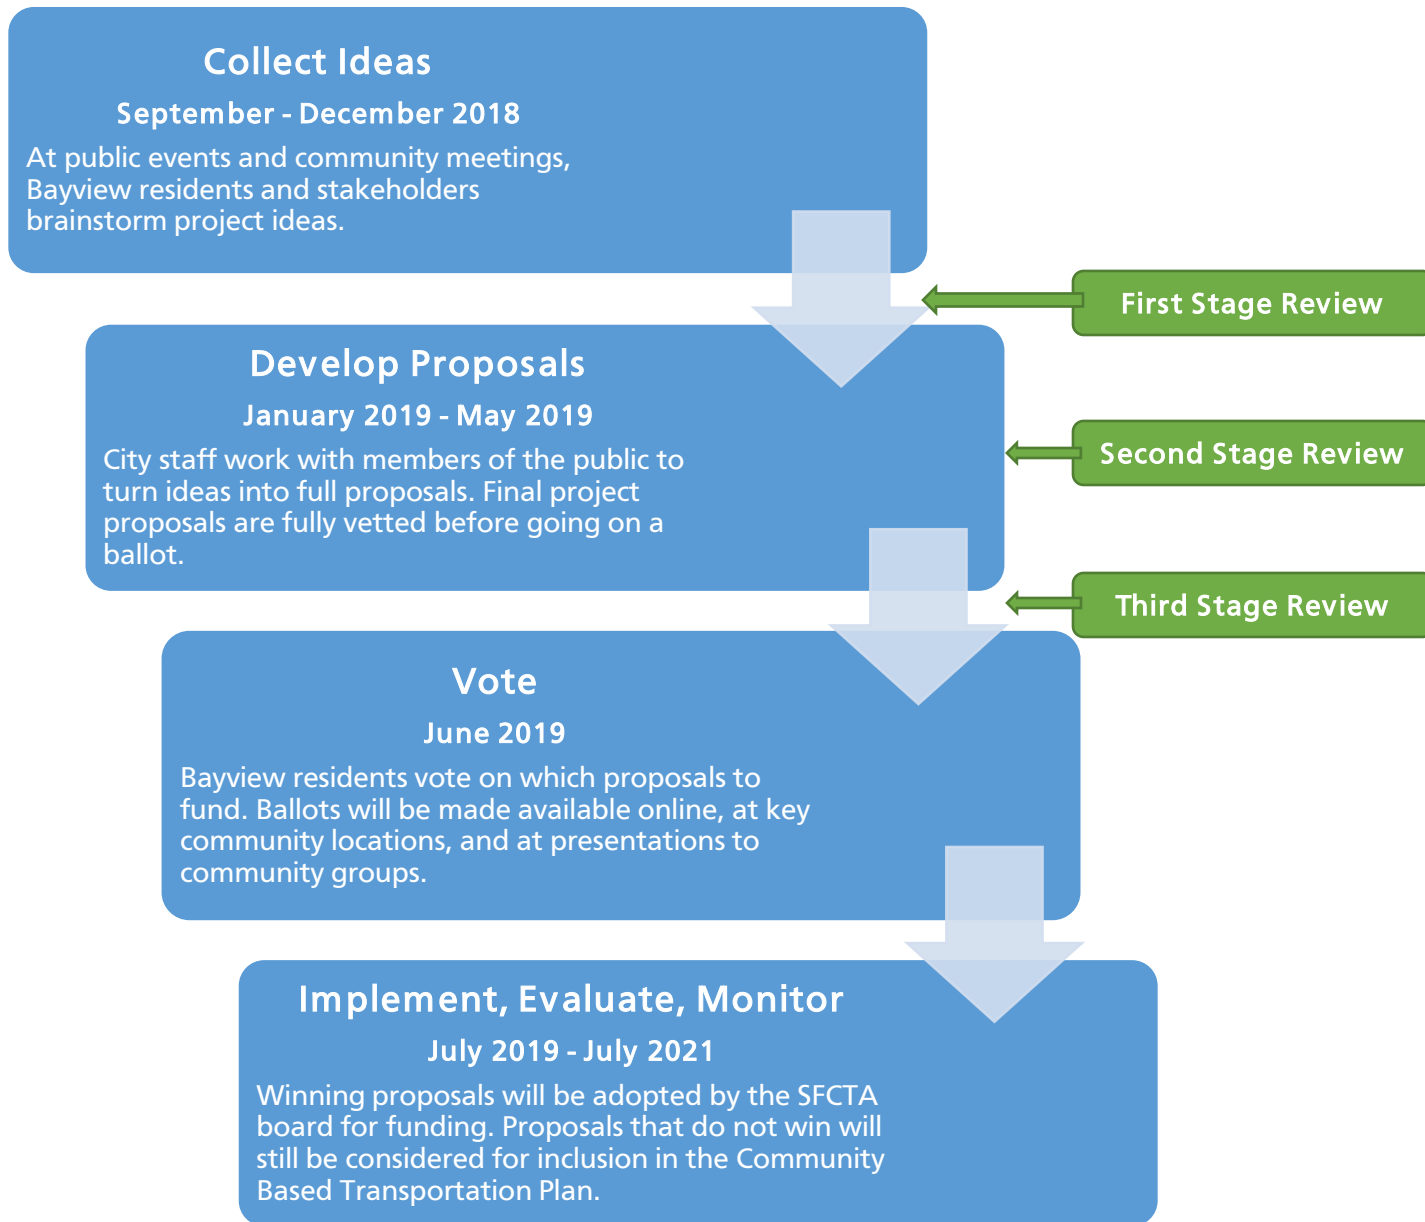 Collect Ideas
September - December 2018
At public events and community meetings,
Bayview residents and stakeholders
brainstorm project ideas.
First Stage Review
Develop Proposals
January 2019 - May 2019
City staff work with members of the public to
turn ideas into full proposals. Final project
proposals are fully vetted before going on a
ballot.
Second Stage Review
Third Stage Review
Vote
June 2019
Bayview residents vote on which proposals to
fund. Ballots will be made available online, at key
community locations, and at presentations to
community groups.
Implement, Evaluate, Monitor
July 2019 - July 2021
Winning proposals will be adopted by the SFCTA
board for funding. Proposals that do not win will
still be considered for inclusion in the Community
Based Transportation Plan.